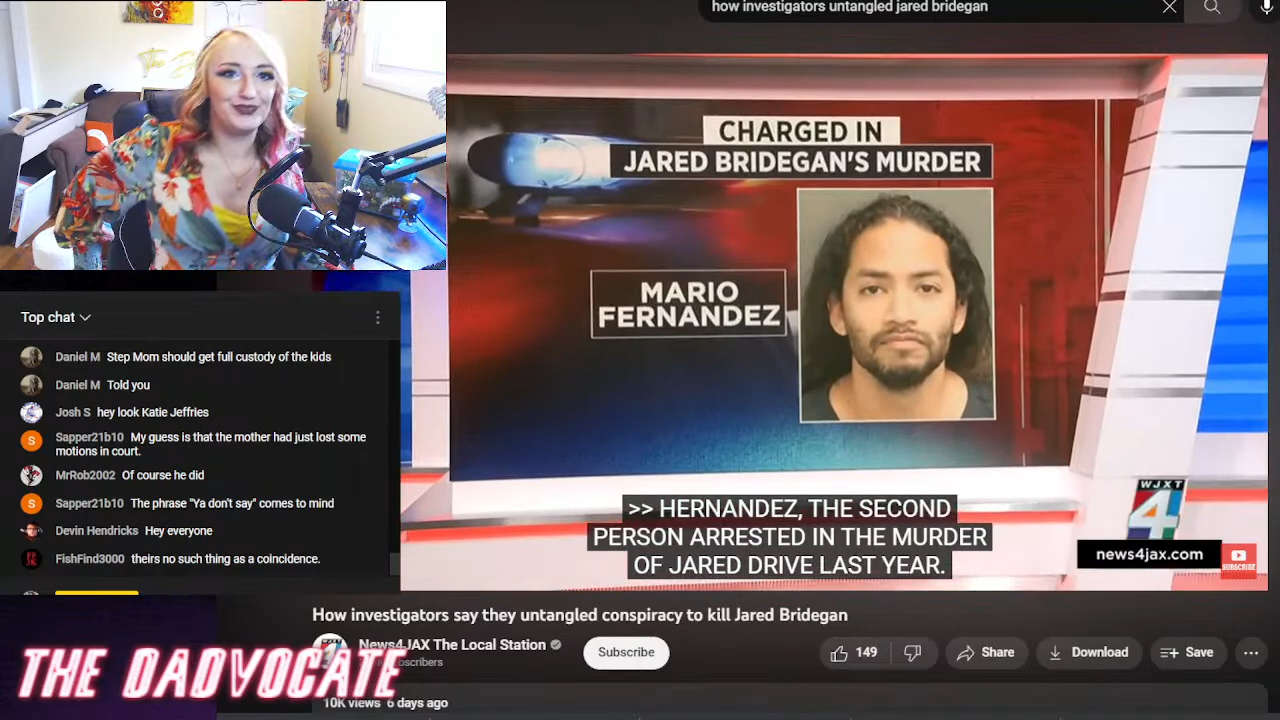 how investigators untangled jared bridegan
CHARGED IN
JARED BRIDEGAN'S MURDER
MARIO
FERNANDEZ
>> HERNANDEZ, THE SECOND
PERSON ARRESTED IN THE MURDER
OF JARED DRIVE LAST YEAR.
WJXT
4
news4jax.com
SUBSCRIBE
Top chat
Daniel M Step Mom should get full custody of the kids
Daniel M Told you
Josh S hey look Katie Jeffries
Sapper21b10 My guess is that the mother had just lost some
motions in court.
MrRob2002 Of course he did
Sapper21b10 The phrase "Ya don't say" comes to mind
Devin Hendricks Hey everyone
FishFind3000 theirs no such thing as a coincidence.
How investigators say they untangled conspiracy to kill Jared Bridegan
News4JAX The Local Station
Subscribe
149
Share
Download
Save
10K views 6 days ago
THE DADVOCATE